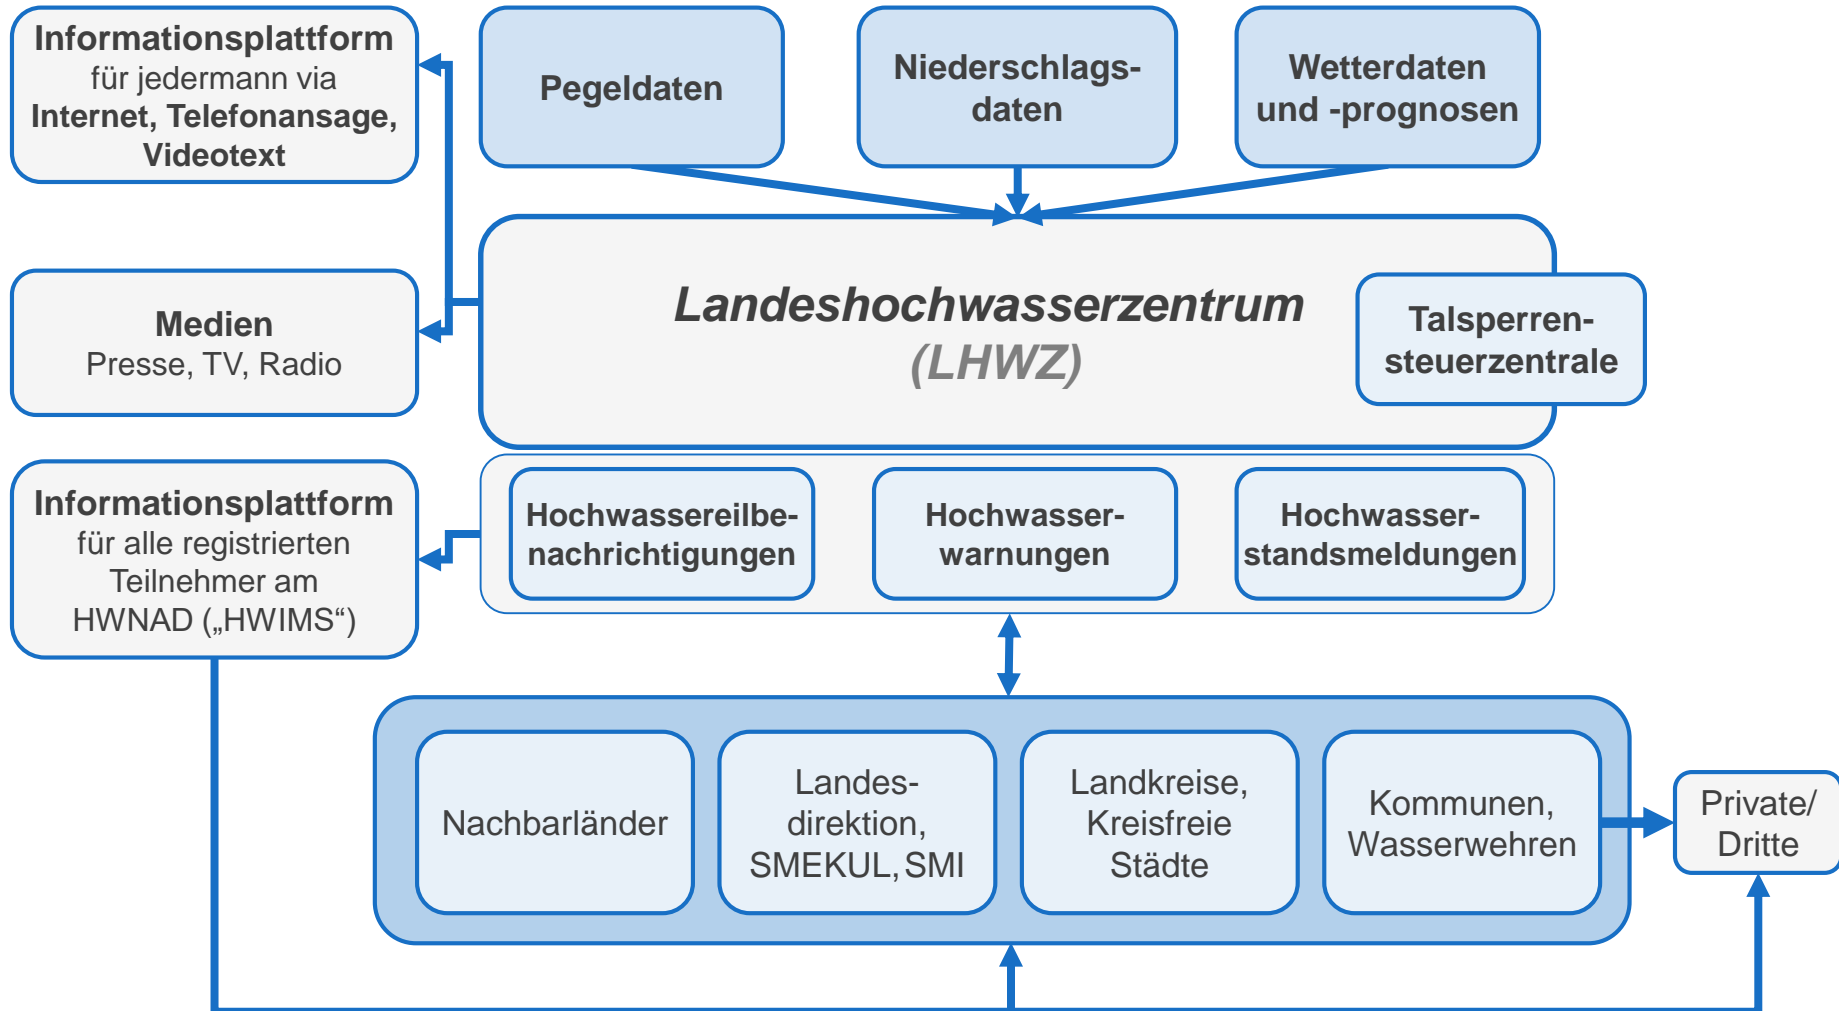 Informationsplattform
für jedermann via
Internet, Telefonansage,
Videotext
Pegeldaten
Niederschlags-
daten
Wetterdaten
und -prognosen
Medien
Presse, TV, Radio
Landeshochwasserzentrum
(LHWZ)
Talsperren-
steuerzentrale
Informationsplattform
für alle registrierten
Teilnehmer am
HWNAD („HWIMS“)
Hochwassereilbe-
nachrichtigungen
Hochwasser-
warnungen
Hochwasser-
standsmeldungen
Nachbarländer
Landes-
direktion,
SMEKUL, SMI
Landkreise,
Kreisfreie
Städte
Kommunen,
Wasserwehren
Private/
Dritte